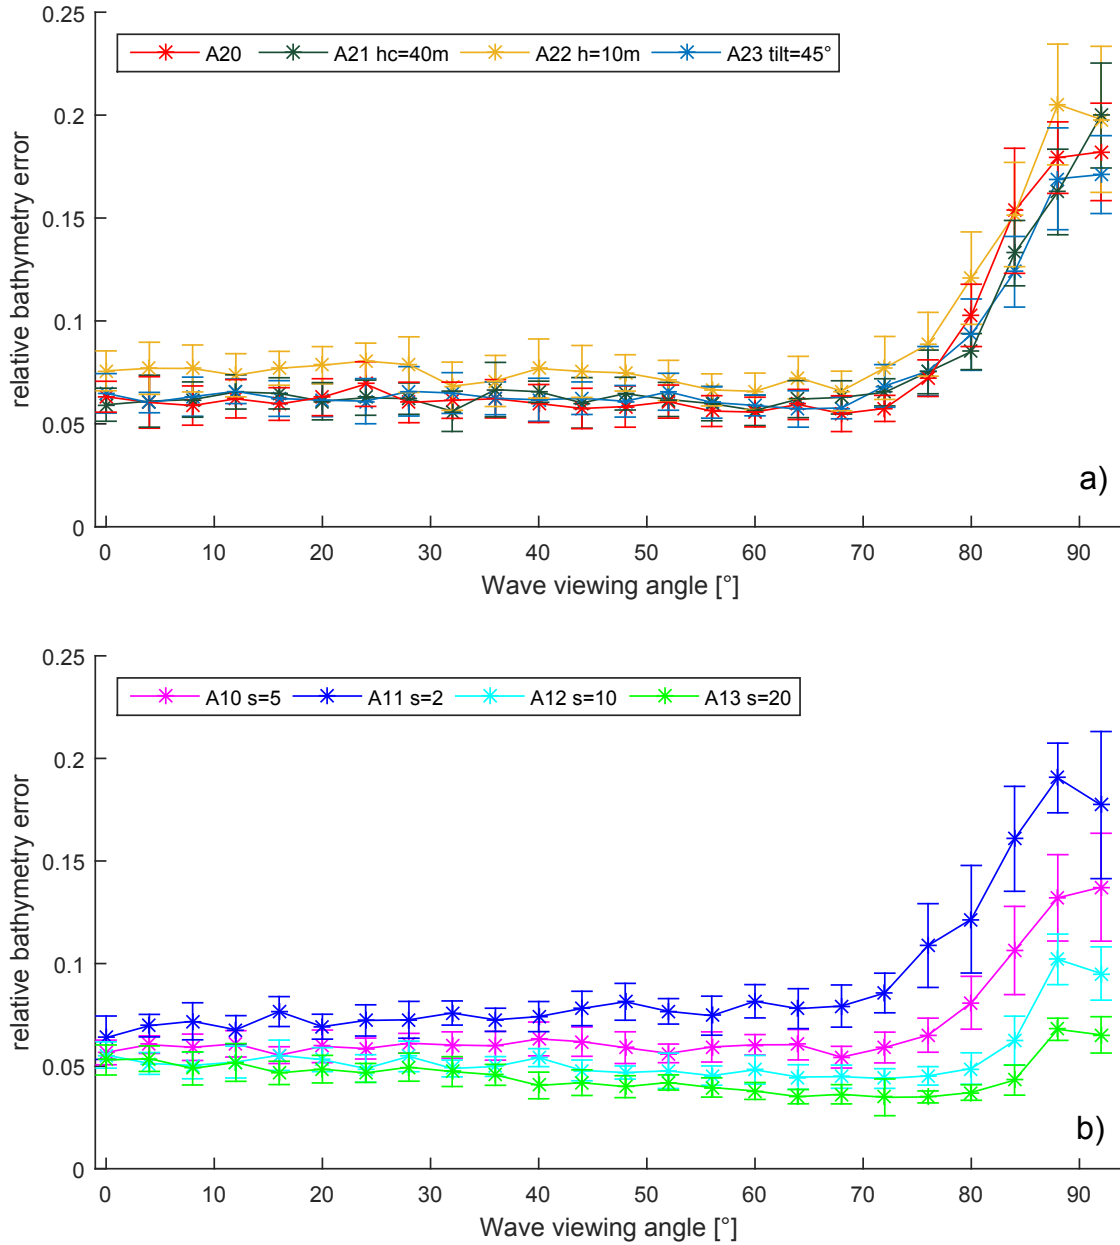 0.25
A20 A21 hc=40m A22 h=10m A23 tilt=45°
0.2
0.15
0.1
0.05
0
relative bathymetry error
a)
0 10 20 30 40 50 60 70 80 90
Wave viewing angle [°]
0.25
A10 s=5 A11 s=2 A12 s=10 A13 s=20
0.2
0.15
0.1
0.05
0
relative bathymetry error
b)
0 10 20 30 40 50 60 70 80 90
Wave viewing angle [°]